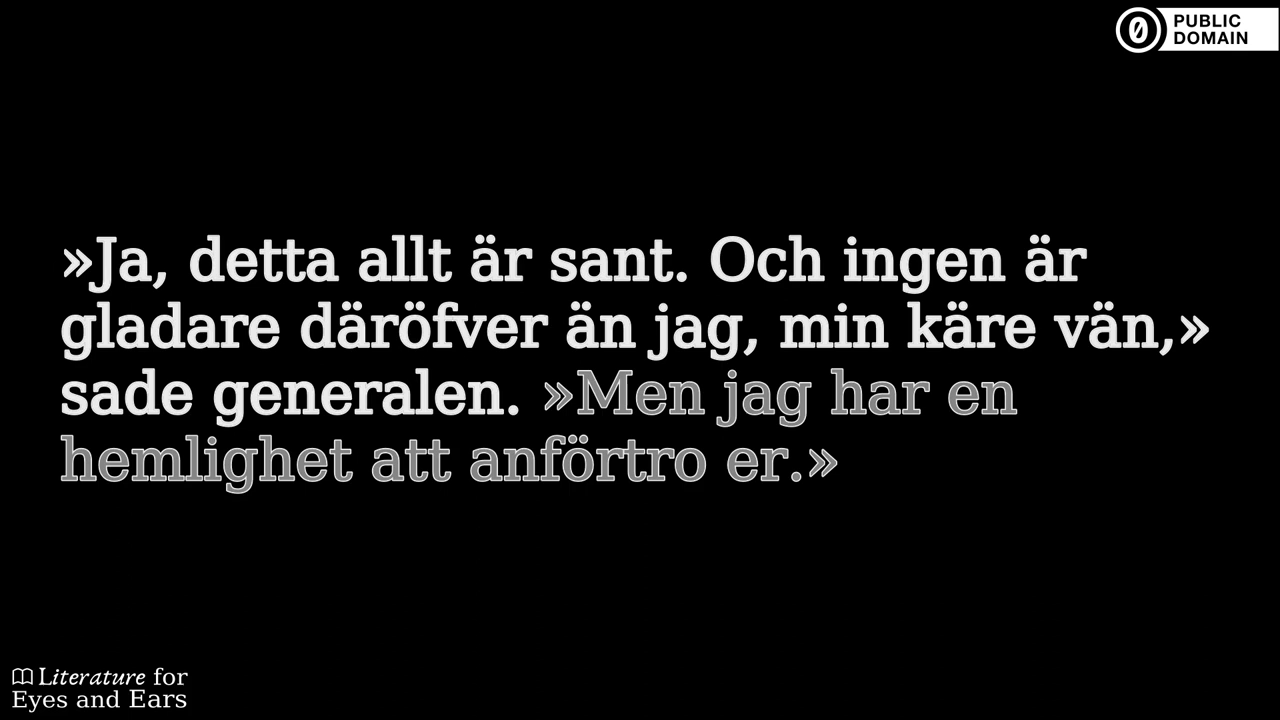 PUBLIC
DOMAIN
»Ja, detta allt är sant. Och ingen är
gladare däröfver än jag, min käre vän,»
sade generalen. »Men jag har en
hemlighet att anförtro er.»
Literature for
Eyes and Ears